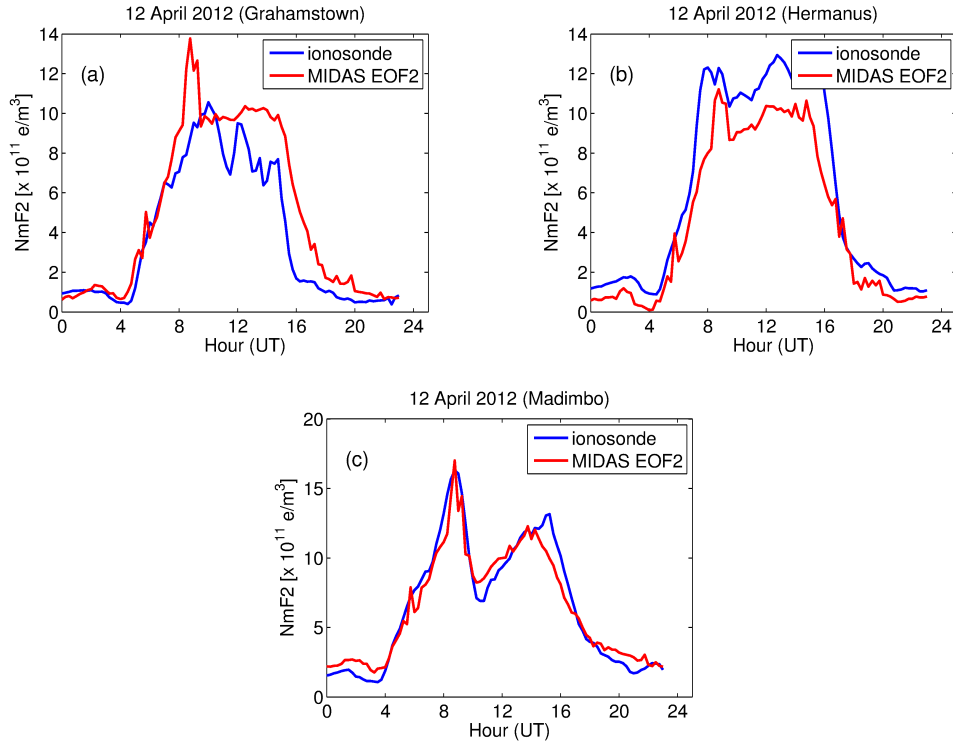 12 April 2012 (Grahamstown)
14
12
10
8
6
4
2
0
NmF2 [x 10^11 e/m^3]
(a)
ionosonde
MIDAS EOF2
0 4 8 12 16 20 24
Hour (UT)
12 April 2012 (Hermanus)
14
12
10
8
6
4
2
0
NmF2 [x 10^11 e/m^3]
(b)
ionosonde
MIDAS EOF2
0 4 8 12 16 20 24
Hour (UT)
12 April 2012 (Madimbo)
20
15
10
5
0
NmF2 [x 10^11 e/m^3]
(c)
ionosonde
MIDAS EOF2
0 4 8 12 16 20 24
Hour (UT)